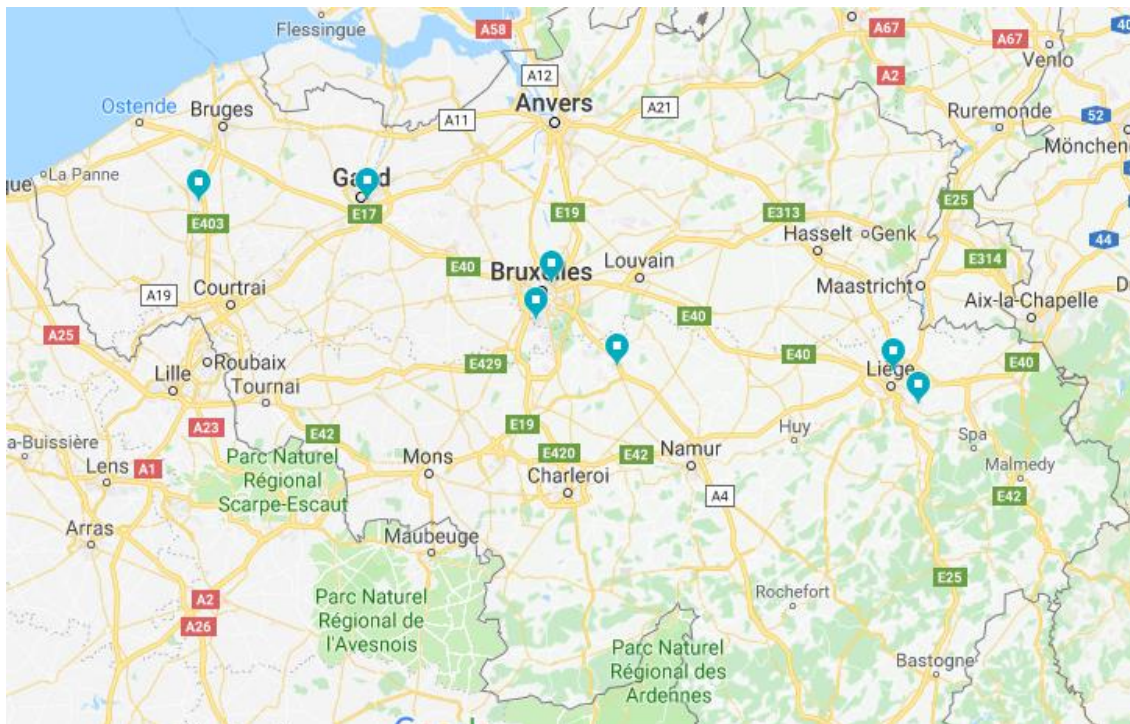 Flessingue
A58
A67
A67
40
Venlo
A12
A2
Ostende
Bruges
Anvers
A21
A11
Ruremonde
52
Mönchen
La Panne
que
Gand
E17
E403
E19
E313
E25
Hasselt
Genk
44
E40
Bruxelles
Louvain
E314
Maastricht
A19
Courtrai
Aix-la-Chapelle
E40
A25
Roubaix
E429
E40
E40
Lille
Tournai
Liège
A23
E19
Huy
a-Buissière
E42
Spa
Parc Naturel
Régional
Scarpe-Escaut
Mons
E420
E42
Namur
Lens
A1
Malmedy
Charleroi
A4
E42
Arras
Maubeuge
E25
A2
Parc Naturel
Régional de
l'Avesnois
Rochefort
A26
Parc Naturel
Régional des
Ardennes
Bastogne